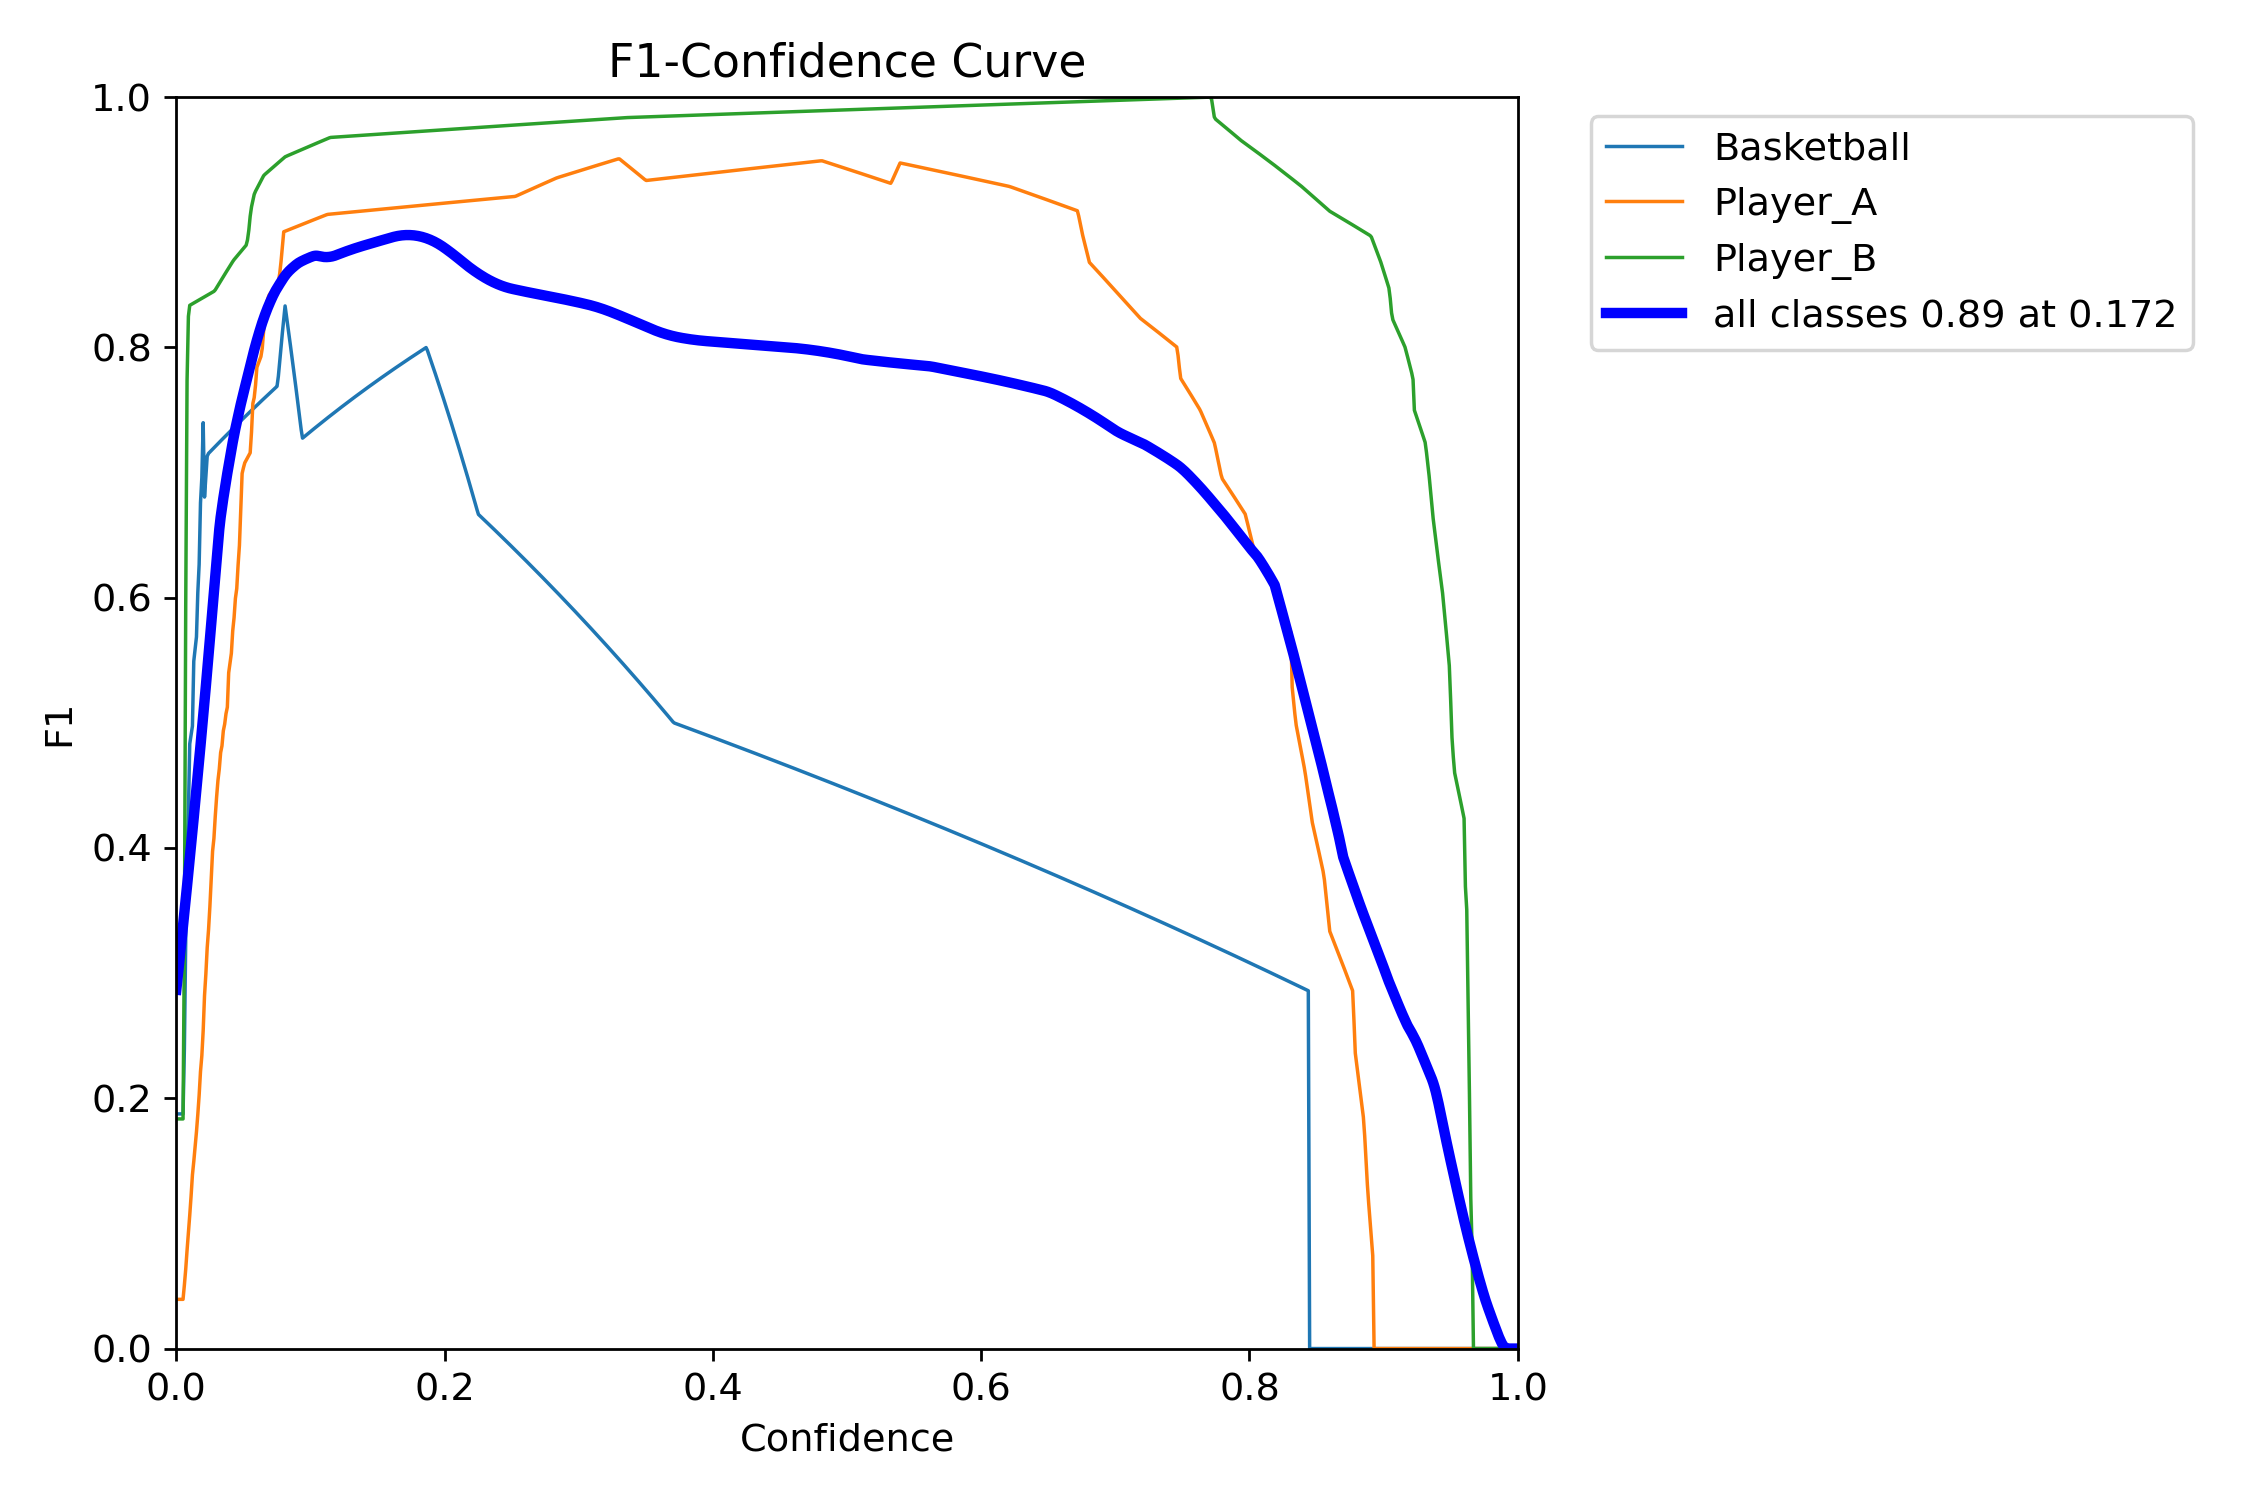 F1-Confidence Curve
1.0
0.8
0.6
0.4
0.2
0.0
F1
0.0 0.2 0.4 0.6 0.8 1.0
Confidence
Basketball
Player_A
Player_B
all classes 0.89 at 0.172